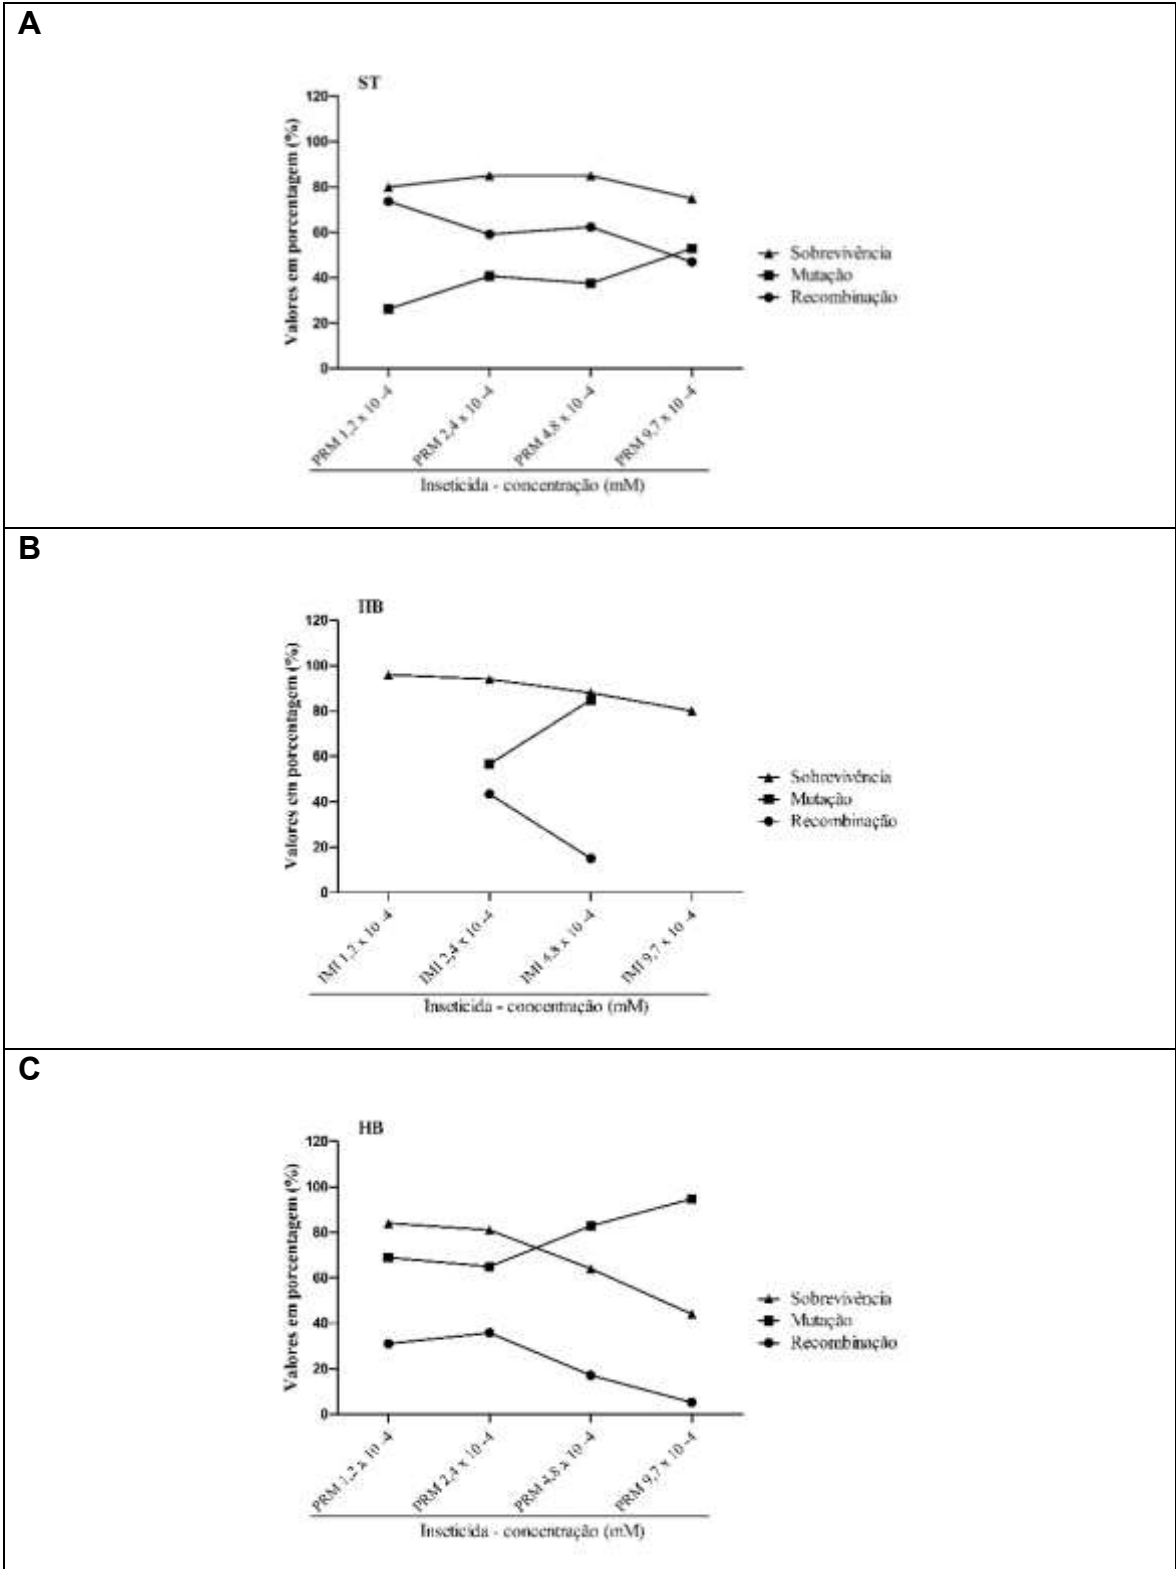 A
ST
Valores em porcentagem (%)
120
100
80
60
40
20
0
PRM 1,2 x 10 -4
PRM 2,4 x 10 -4
PRM 4,8 x 10 -4
PRM 9,7 x 10 -4
Inseticida - concentração (mM)
Sobrevivência
Mutação
Recombinação
B
HB
Valores em porcentagem (%)
120
100
80
60
40
20
0
IMI 1,2 x 10 -4
IMI 2,4 x 10 -4
IMI 4,8 x 10 -4
IMI 9,7 x 10 -4
Inseticida - concentração (mM)
Sobrevivência
Mutação
Recombinação
C
HB
Valores em porcentagem (%)
120
100
80
60
40
20
0
PRM 1,2 x 10 -4
PRM 2,4 x 10 -4
PRM 4,8 x 10 -4
PRM 9,7 x 10 -4
Inseticida - concentração (mM)
Sobrevivência
Mutação
Recombinação